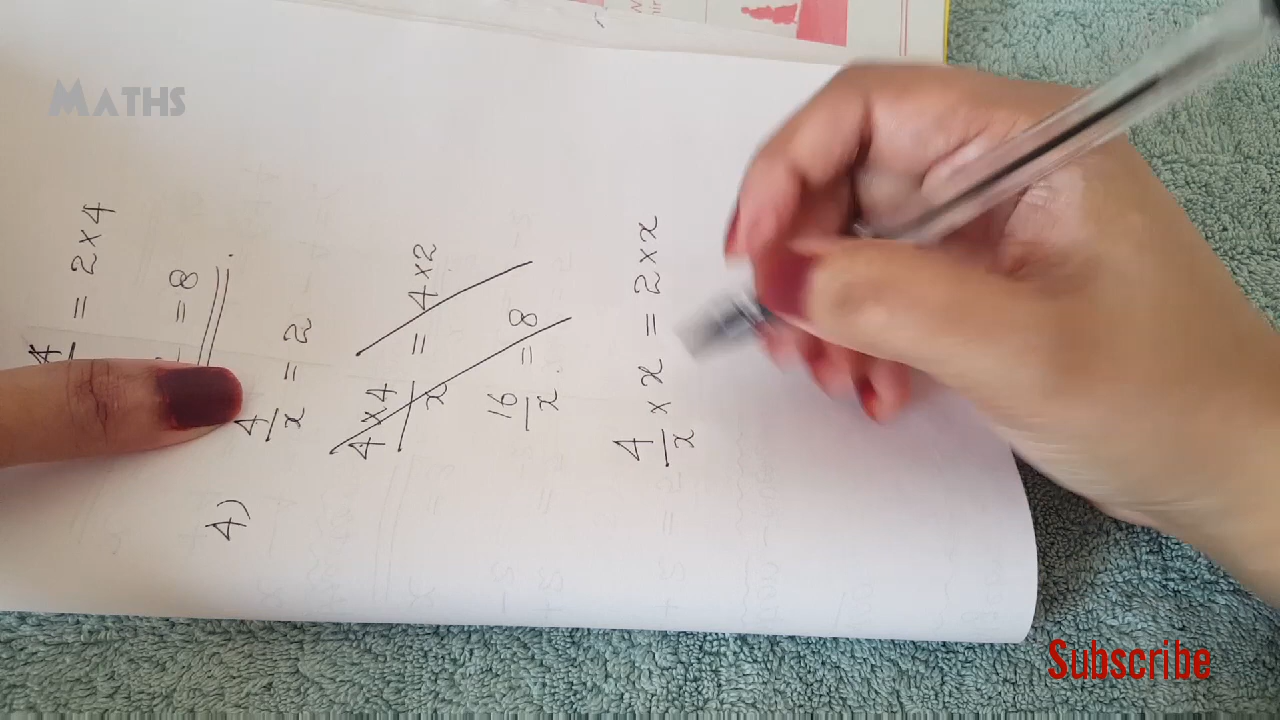 MATHS
= 2 × 4
= 8
4) 4/x = 2
4×4/x = 4×2
16/x = 8
4/x × x = 2 × x
Subscribe